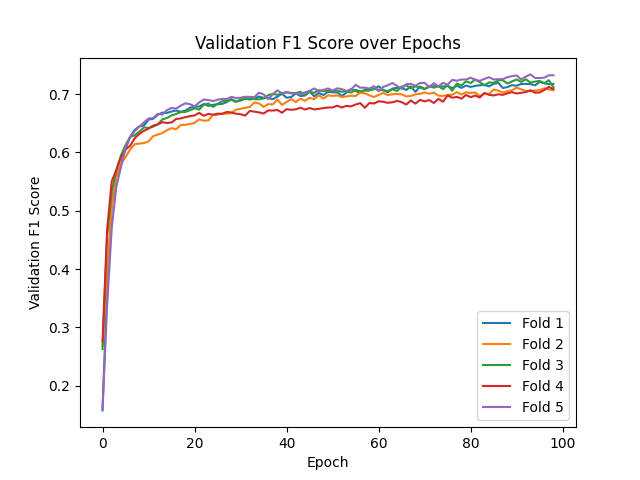 Validation F1 Score over Epochs
Validation F1 Score
0.7
0.6
0.5
0.4
0.3
0.2
0
20
40
60
80
100
Epoch
Fold 1
Fold 2
Fold 3
Fold 4
Fold 5